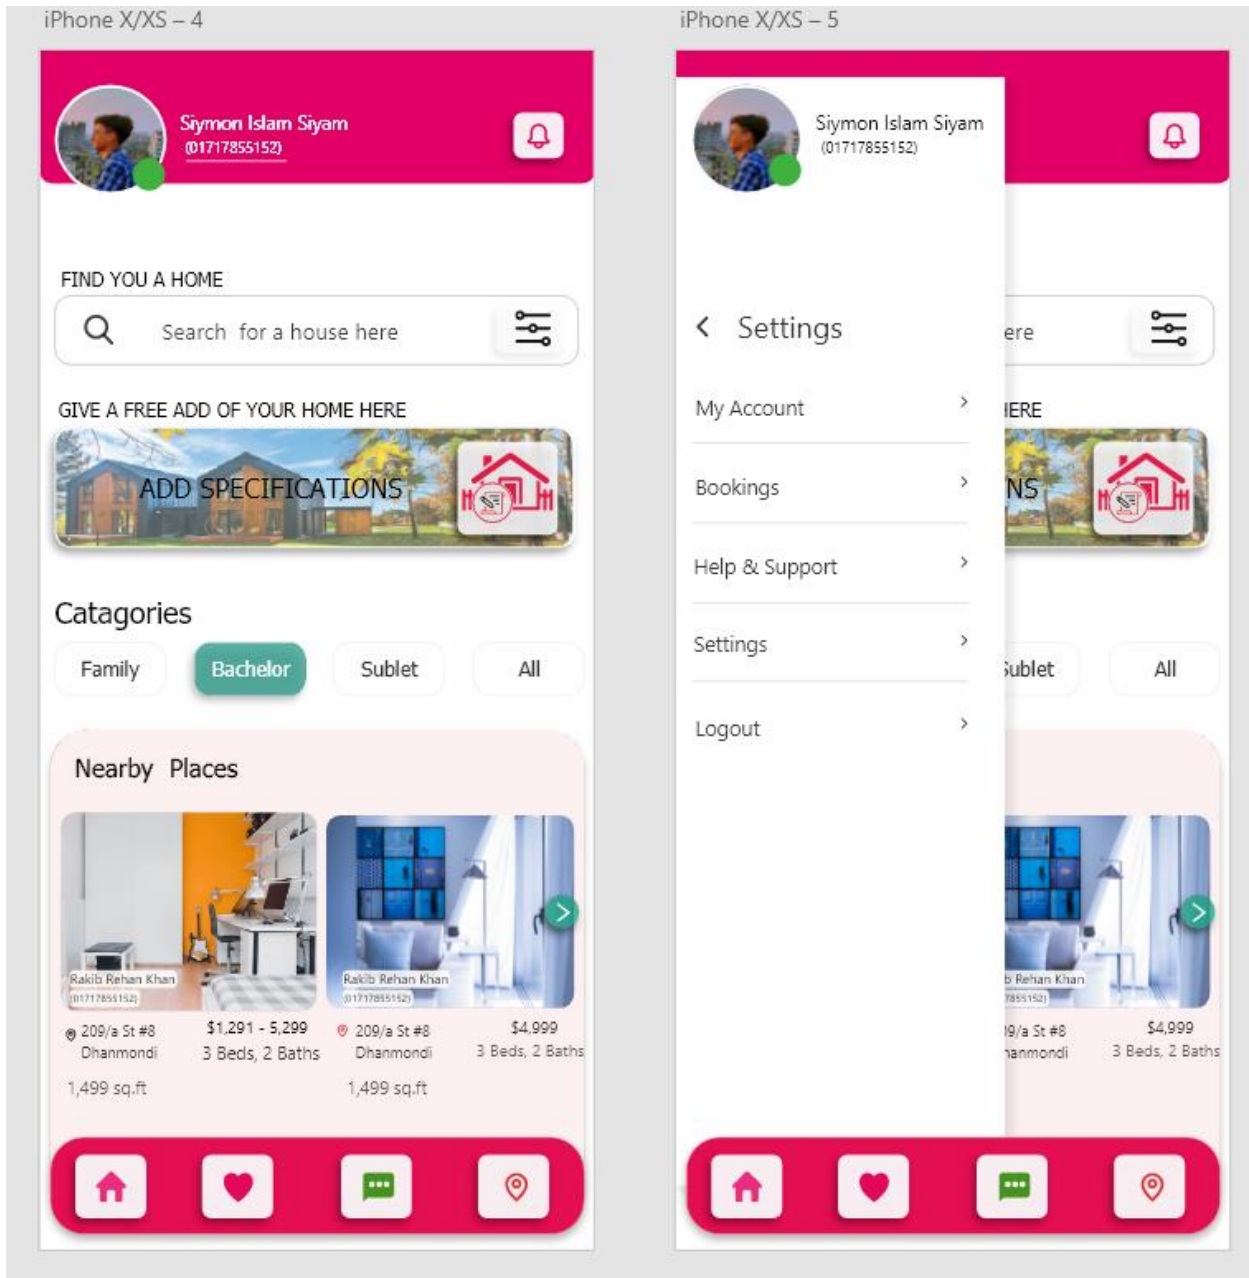 iPhone X/XS – 4
Siymon Islam Siyam
(01717855152)
FIND YOU A HOME
Search for a house here
GIVE A FREE ADD OF YOUR HOME HERE
ADD SPECIFICATIONS
Catagories
Family Bachelor Sublet All
Nearby Places
Rakib Rehan Khan
(01717855152)
209/a St #8
Dhanmondi
$1,291 - 5,299
3 Beds, 2 Baths
1,499 sq.ft
Rakib Rehan Khan
(01717855152)
209/a St #8
Dhanmondi
$4,999
3 Beds, 2 Baths
1,499 sq.ft
iPhone X/XS – 5
Siymon Islam Siyam
(01717855152)
Settings
My Account
Bookings
Help & Support
Settings
Logout
ere
HERE
NS
Sublet All
b Rehan Khan
7855152)
09/a St #8
hanmondi
$4,999
3 Beds, 2 Baths